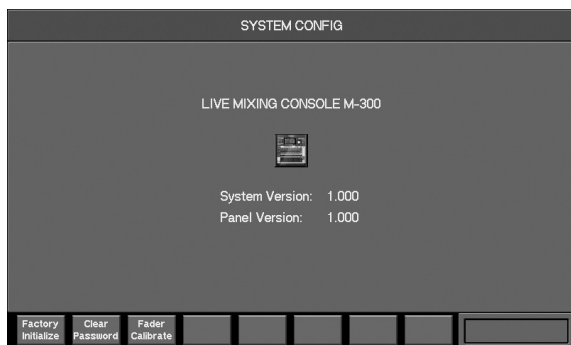 SYSTEM CONFIG
LIVE MIXING CONSOLE M-300
System Version: 1.000
Panel Version: 1.000
Factory Initialize
Clear Password
Fader Calibrate